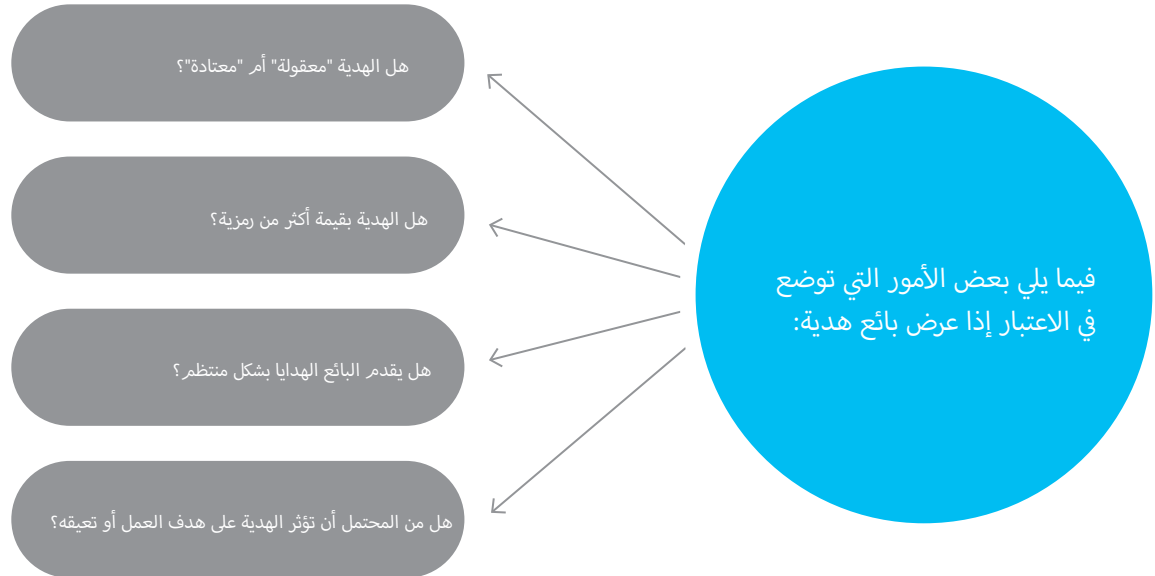 فيما يلي بعض الأمور التي توضع
في الاعتبار إذا عرض بائع هدية:
هل الهدية "معقولة" أم "معتادة"؟
هل الهدية بقيمة أكثر من رمزية؟
هل يقدم البائع الهدايا بشكل منتظم؟
هل من المحتمل أن تؤثر الهدية على هدف العمل أو تعيقه؟